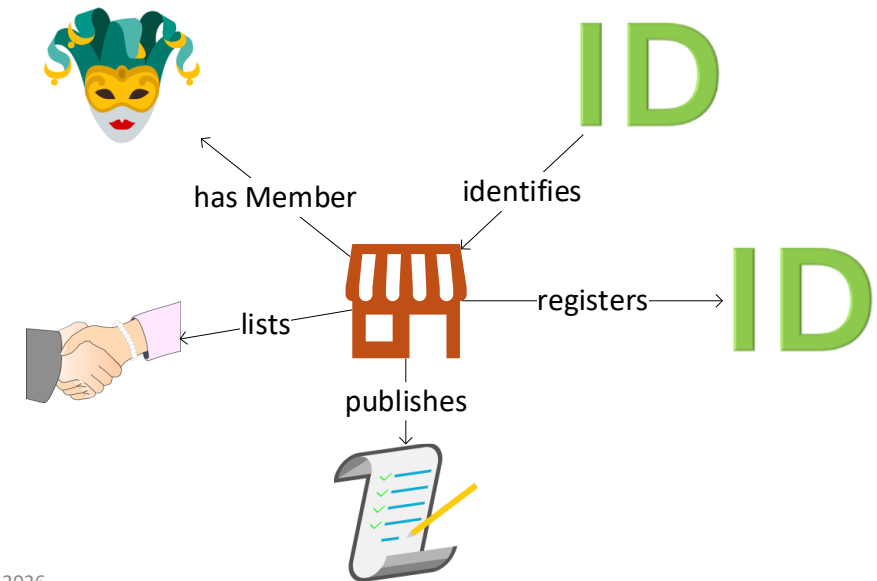 ID
has Member
identifies
ID
registers
lists
publishes
2026